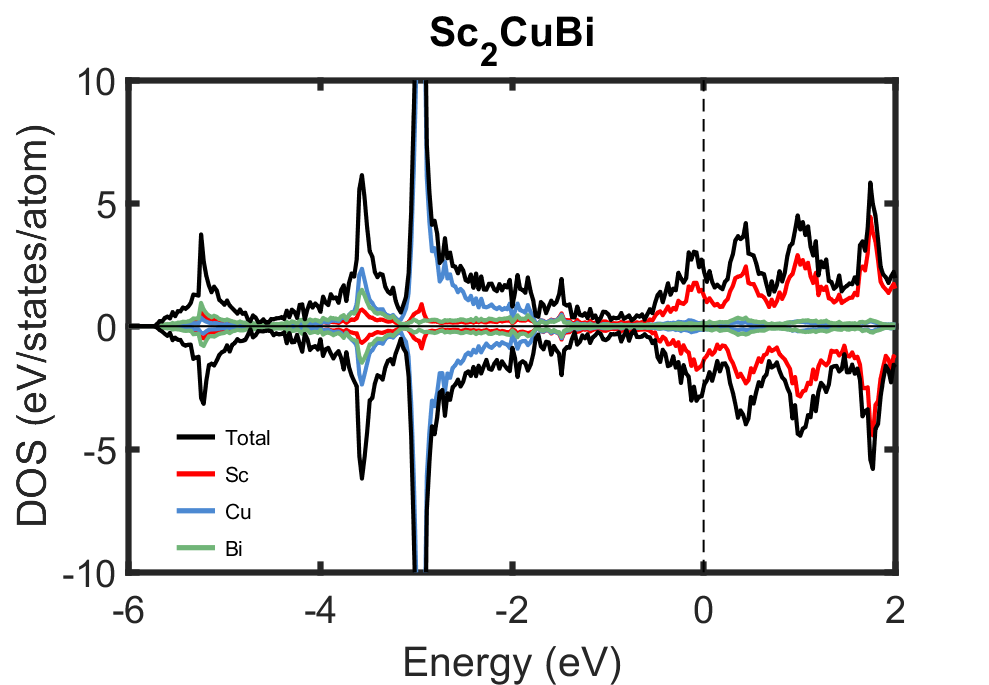 Sc₂CuBi
10
5
0
-5
-10
DOS (eV/states/atom)
Total
Sc
Cu
Bi
-6 -4 -2 0 2
Energy (eV)